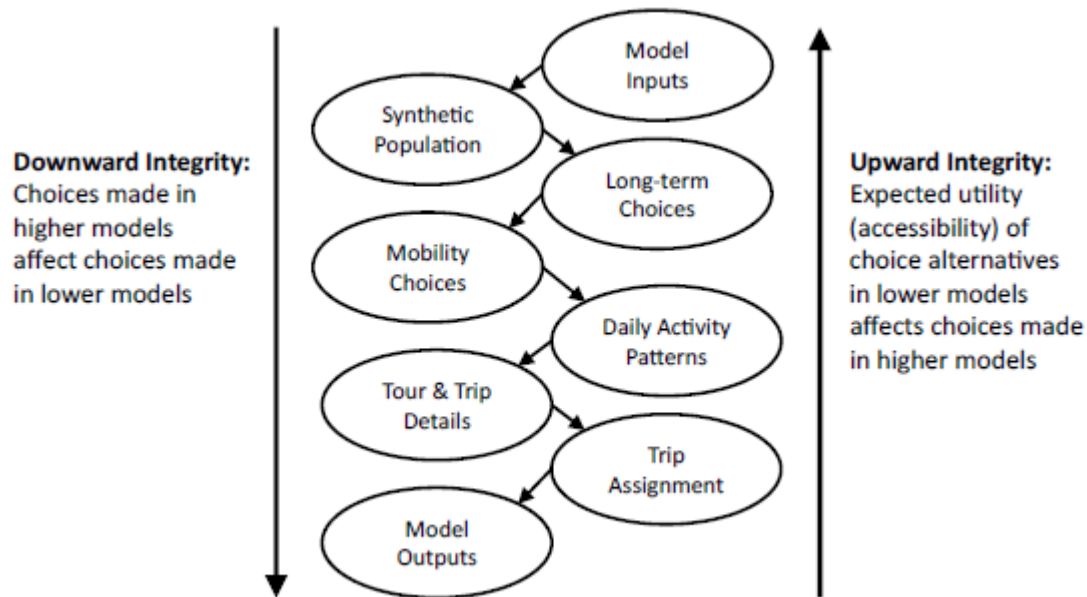 Model
Inputs
Synthetic
Population
Downward Integrity:
Choices made in
higher models
affect choices made
in lower models
Long-term
Choices
Upward Integrity:
Expected utility
(accessibility) of
choice alternatives
in lower models
affects choices made
in higher models
Mobility
Choices
Daily Activity
Patterns
Tour & Trip
Details
Trip
Assignment
Model
Outputs